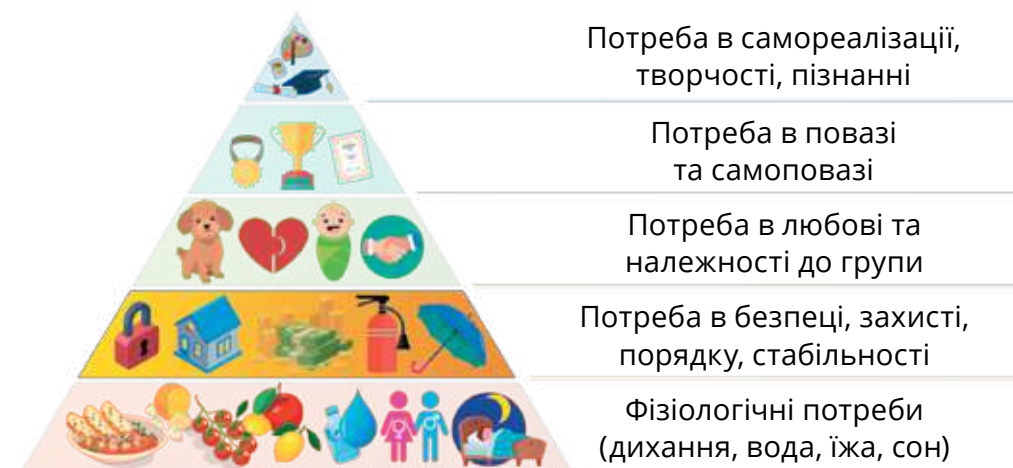 Потреба в самореалізації,
творчості, пізнанні
Потреба в повазі
та самоповазі
Потреба в любові та
належності до групи
Потреба в безпеці, захисті,
порядку, стабільності
Фізіологічні потреби
(дихання, вода, їжа, сон)